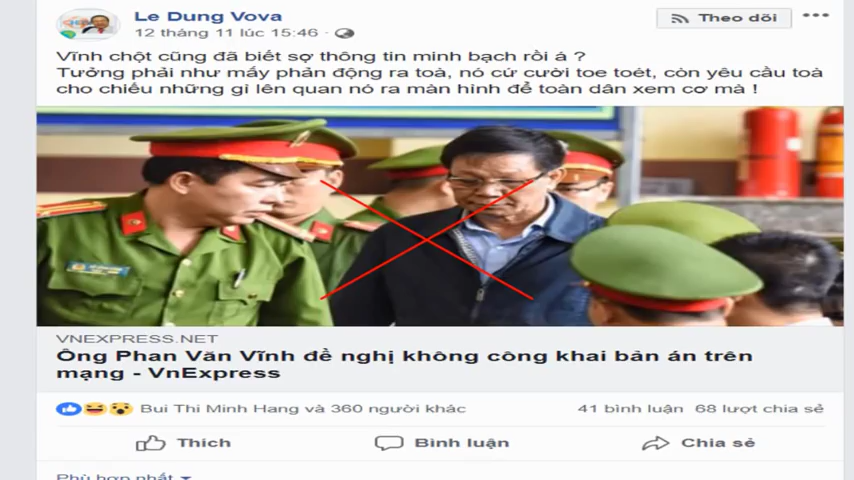 Le Dung Vova
Theo dõi
12 tháng 11 lúc 15:46
Vĩnh chột cũng đã biết sợ thông tin minh bạch rồi á ?
Tưởng phải như mấy phản động ra toà, nó cứ cười toe toét, còn yêu cầu toà
cho chiếu những gì lên quan nó ra màn hình để toàn dân xem cơ mà !
VNEXPRESS.NET
Ông Phan Văn Vĩnh đề nghị không công khai bản án trên
mạng - VnExpress
Bui Thi Minh Hang và 360 người khác
41 bình luận 68 lượt chia sẻ
Thích
Bình luận
Chia sẻ
Phù hợp nhất